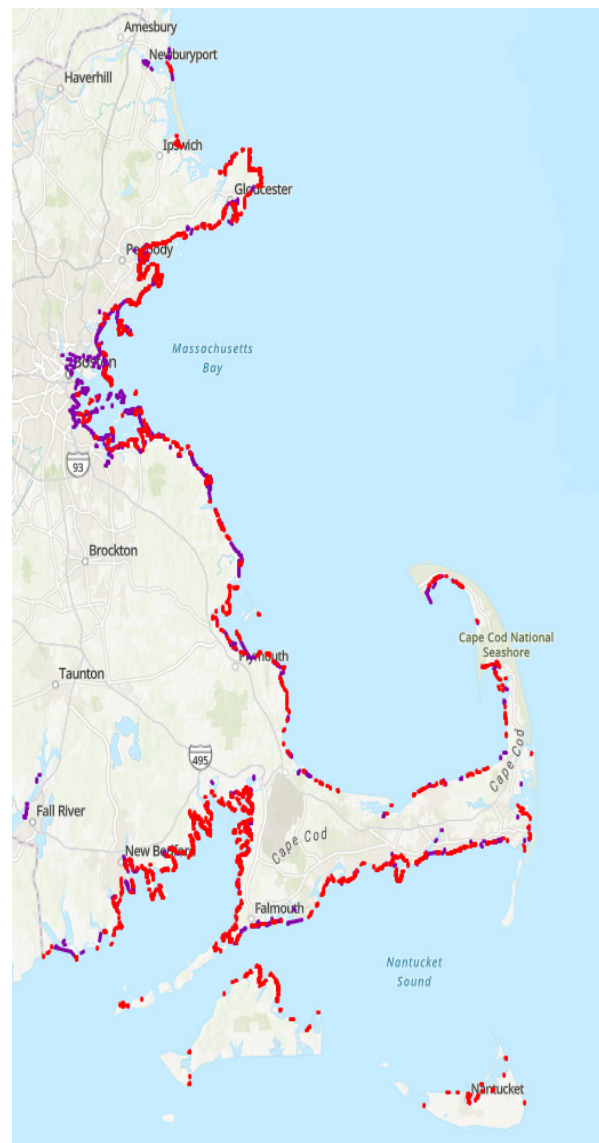 Amesbury
Newburyport
Haverhill
Ipswich
Gloucester
Peabody
Massachusetts
Bay
Boston
93
Brockton
Cape Cod National
Seashore
Plymouth
Taunton
495
Cape Cod
Fall River
Cape Cod
New Bedford
Falmouth
Nantucket
Sound
Nantucket